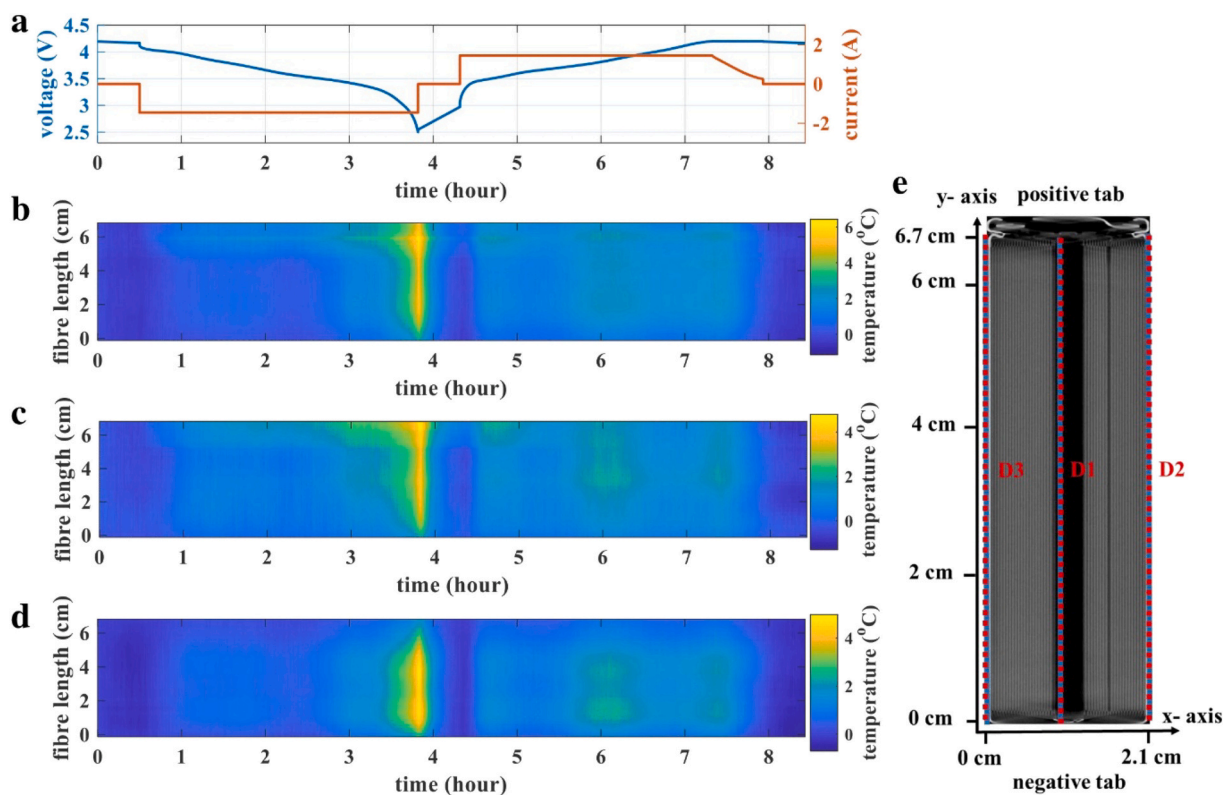 a
4.5
4
3.5
3
2.5
voltage (V)
2
0
-2
current (A)
0 1 2 3 4 5 6 7 8
time (hour)
b
6
4
2
0
fibre length (cm)
0 1 2 3 4 5 6 7 8
time (hour)
6
4
2
0
temperature (°C)
c
6
4
2
0
fibre length (cm)
0 1 2 3 4 5 6 7 8
time (hour)
4
2
0
temperature (°C)
d
6
4
2
0
fibre length (cm)
0 1 2 3 4 5 6 7 8
time (hour)
4
2
0
temperature (°C)
e
y- axis positive tab
6.7 cm
6 cm
4 cm
D3 D1 D2
2 cm
0 cm
x- axis
0 cm 2.1 cm
negative tab